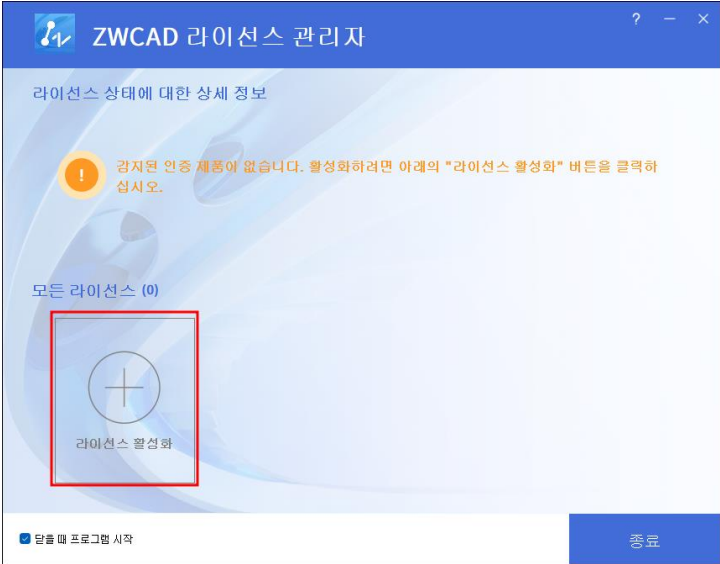 ZWCAD 라이선스 관리자
? — ×
라이선스 상태에 대한 상세 정보
! 감지된 인증 제품이 없습니다. 활성화하려면 아래의 "라이선스 활성화" 버튼을 클릭하
십시오.
모든 라이선스 (0)
라이선스 활성화
닫을 때 프로그램 시작
종료